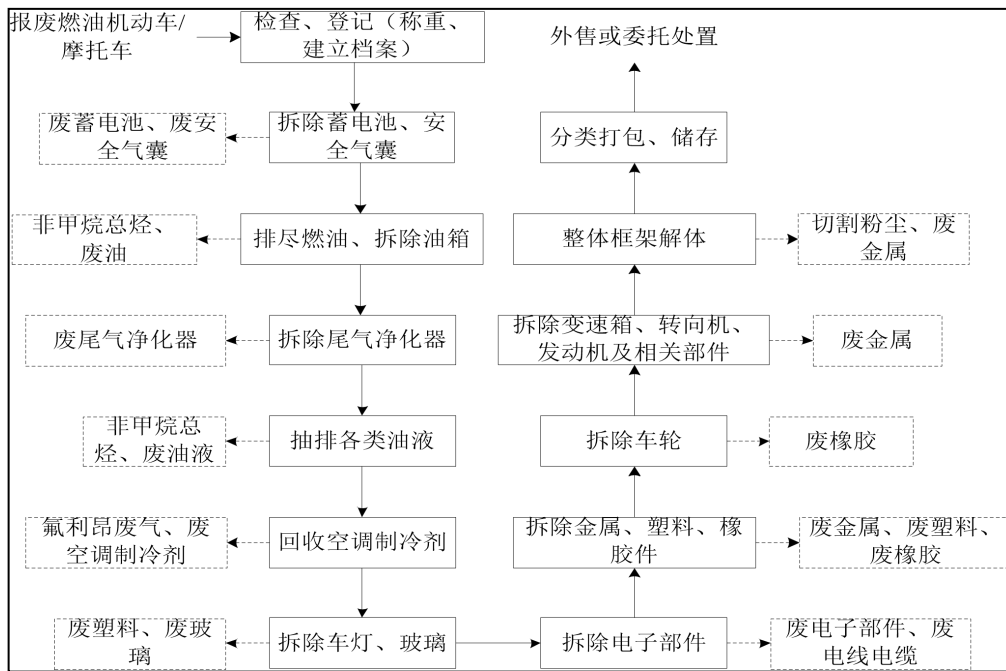 报废燃油机动车/
摩托车
检查、登记（称重、
建立档案）
废蓄电池、废安
全气囊
拆除蓄电池、安
全气囊
非甲烷总烃、
废油
排尽燃油、拆除油箱
废尾气净化器
拆除尾气净化器
非甲烷总
烃、废油液
抽排各类油液
氟利昂废气、废
空调制冷剂
回收空调制冷剂
废塑料、废玻
璃
拆除车灯、玻璃
拆除电子部件
废电子部件、废
电线电缆
拆除金属、塑料、橡
胶件
废金属、废塑料、
废橡胶
拆除车轮
废橡胶
拆除变速箱、转向机、
发动机及相关部件
废金属
整体框架解体
切割粉尘、废
金属
分类打包、储存
外售或委托处置